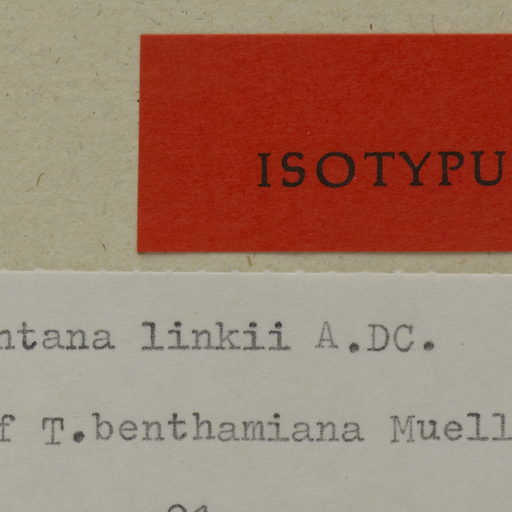 ISOTYPU
ntana linkii A.DC.
f T.benthamiana Muell